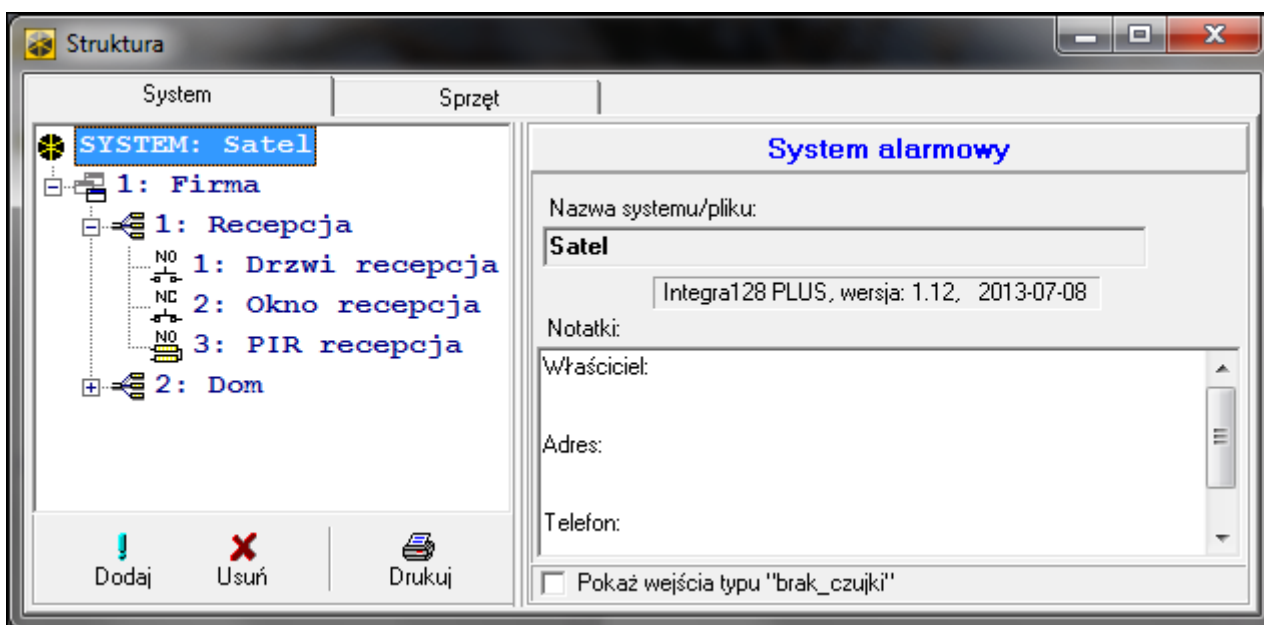 Struktura
System
Sprzęt
SYSTEM: Satel
1: Firma
1: Recepcja
NO 1: Drzwi recepcja
NC 2: Okno recepcja
NO 3: PIR recepcja
2: Dom
Dodaj
Usuń
Drukuj
System alarmowy
Nazwa systemu/pliku:
Satel
Integra128 PLUS, wersja: 1.12, 2013-07-08
Notatki:
Właściciel:
Adres:
Telefon:
Pokaż wejścia typu "brak_czujki"